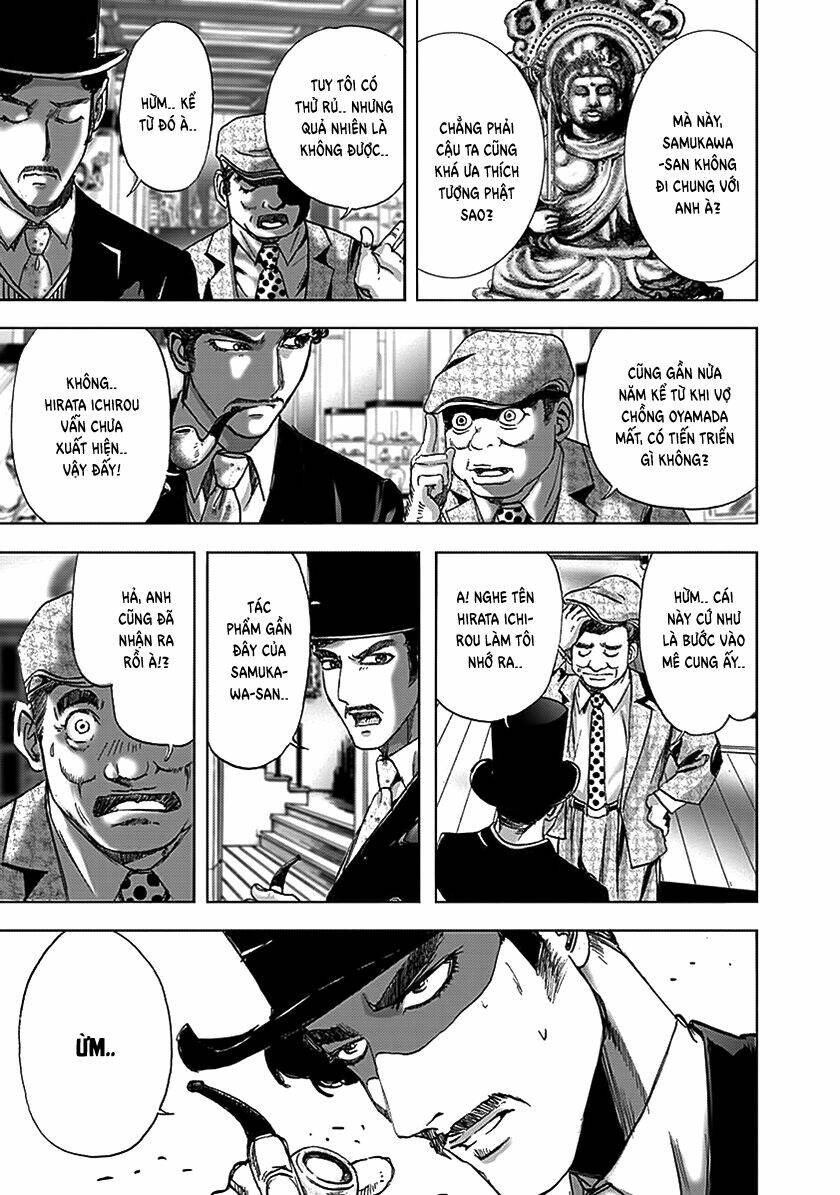 MÀ NÀY,
SAMUKAWA
-SAN KHÔNG
ĐI CHUNG VỚI
ANH À?
CHẲNG PHẢI
CẬU TA CŨNG
KHÁ ƯA THÍCH
TƯỢNG PHẬT
SAO?
TUY TÔI CÓ
THỬ RỦ.. NHƯNG
QUẢ NHIÊN LÀ
KHÔNG ĐƯỢC..
HỪM.. KỂ
TỪ ĐÓ À..
CŨNG GẦN NỬA
NĂM KỂ TỪ KHI VỢ
CHỒNG OYAMADA
MẤT, CÓ TIẾN TRIỂN
GÌ KHÔNG?
KHÔNG..
HIRATA ICHIROU
VẪN CHƯA
XUẤT HIỆN..
VẬY ĐẤY!
HỪM.. CÁI
NÀY CỨ NHƯ
LÀ BƯỚC VÀO
MÊ CUNG ẤY..
A! NGHE TÊN
HIRATA ICHI-
ROU LÀM TÔI
NHỚ RA..
TÁC
PHẨM GẦN
ĐÂY CỦA
SAMUKA-
WA-SAN..
HẢ, ANH
CŨNG ĐÃ
NHẬN RA
RỒI À!?
ỪM..